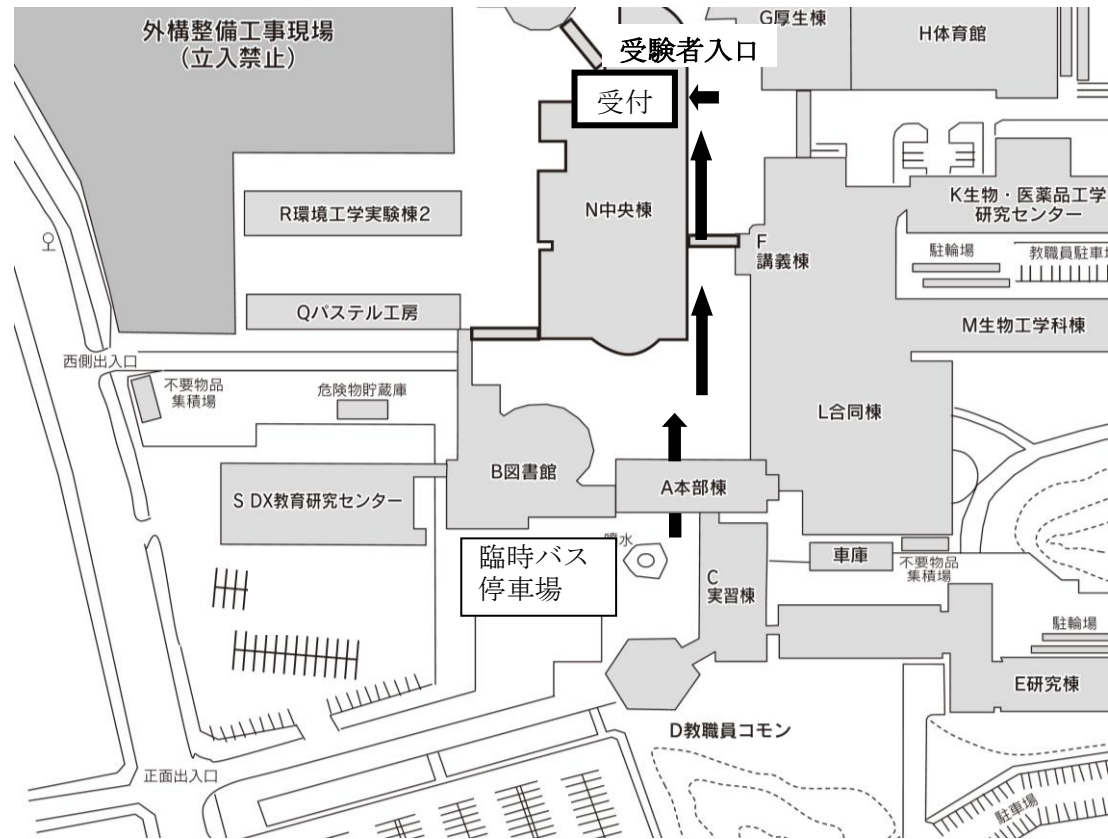 外構整備工事現場
（立入禁止）
G厚生棟
H体育館
受験者入口
受付
R環境工学実験棟2
N中央棟
K生物・医薬品工学
研究センター
F
講義棟
駐輪場
教職員駐車場
Qパステル工房
M生物工学科棟
西側出入口
不要物品
集積場
危険物貯蔵庫
L合同棟
B図書館
A本部棟
S DX教育研究センター
臨時バス
停車場
噴水
C
実習棟
車庫
不要物品
集積場
駐輪場
E研究棟
D教職員コモン
正面出入口
駐車場